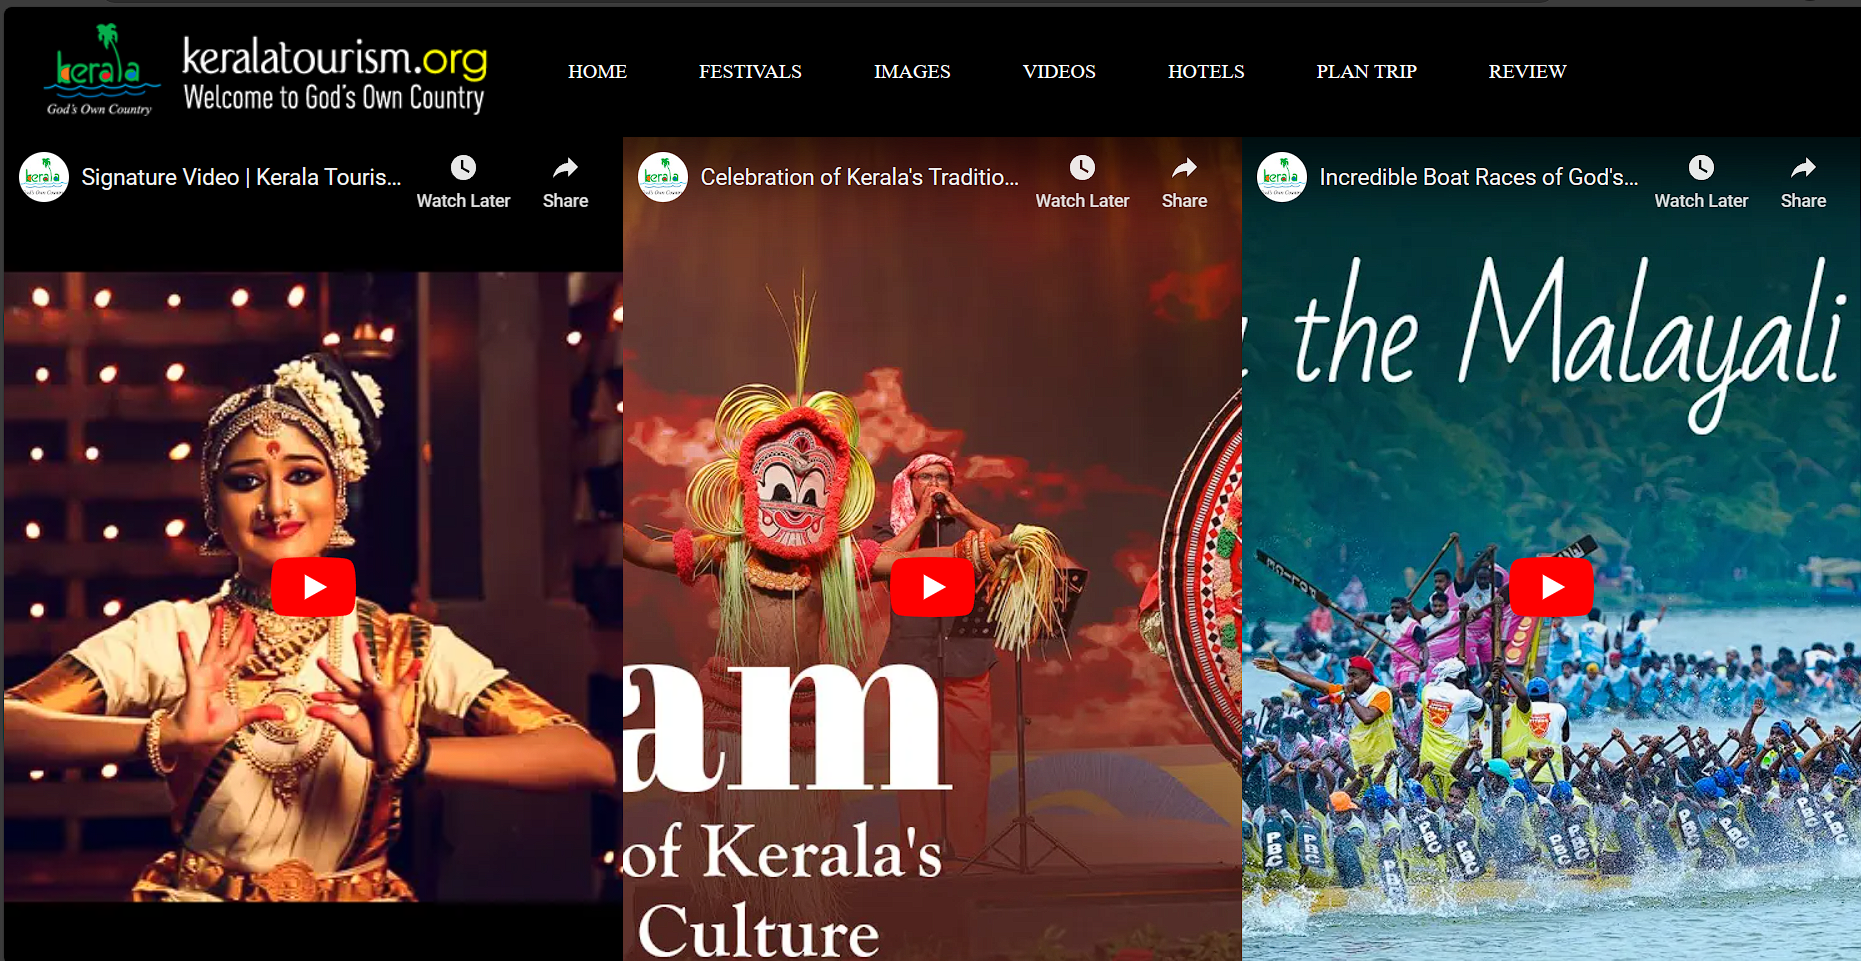 kerala
God's Own Country
keralatourism.org
Welcome to God's Own Country
HOME
FESTIVALS
IMAGES
VIDEOS
HOTELS
PLAN TRIP
REVIEW
Signature Video | Kerala Touris...
Watch Later
Share
Celebration of Kerala's Traditio...
Watch Later
Share
am
of Kerala's
Culture
Incredible Boat Races of God's...
Watch Later
Share
the Malayali
PBC
PBC
PBC
PBC
PBC
PBC